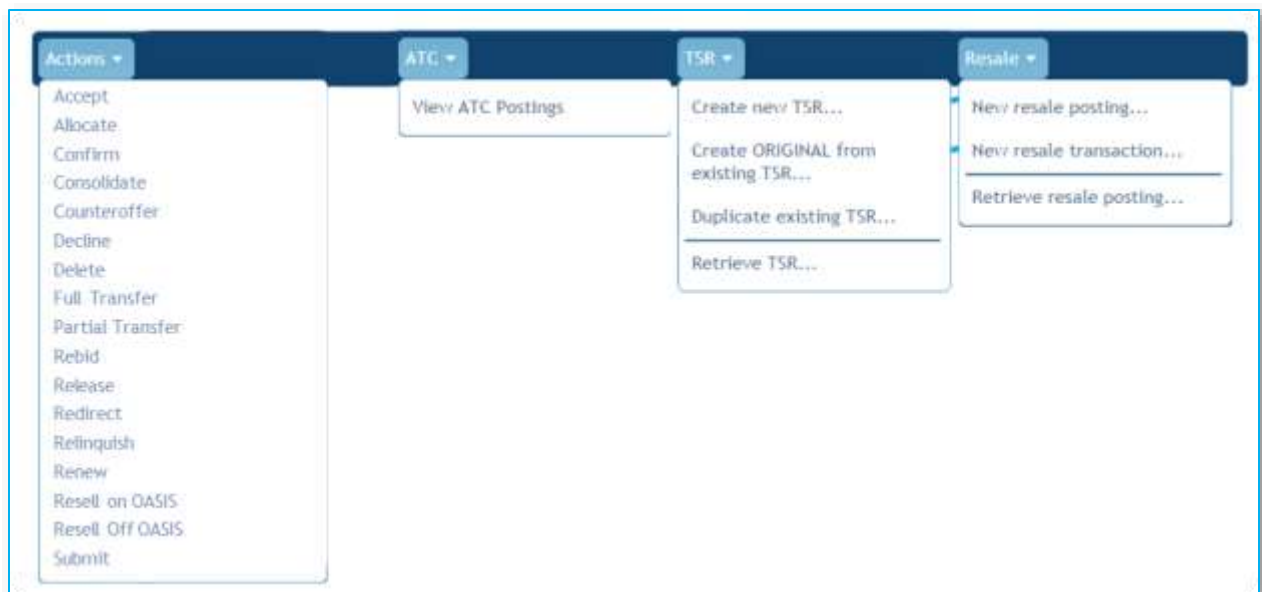 Actions
Accept
Allocate
Confirm
Consolidate
Counteroffer
Decline
Delete
Full Transfer
Partial Transfer
Rebid
Release
Redirect
Relinquish
Renew
Resell on OASIS
Resell Off OASIS
Submit
ATC
View ATC Postings
TSR
Create new TSR...
Create ORIGINAL from
existing TSR...
Duplicate existing TSR...
Retrieve TSR...
Resale
New resale posting...
New resale transaction...
Retrieve resale posting...